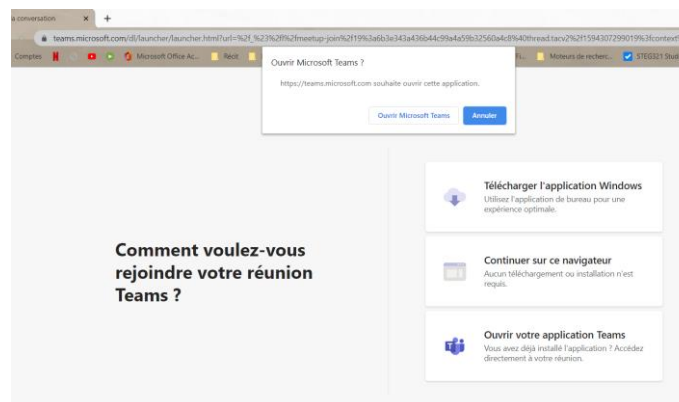 a conversation
teams.microsoft.com/dl/launcher/launcher.html?url=%2f_%23%2fl%2fmeetup-join%2f19%3a6b3e343a436b44c99a4a59b32560a4c8%40thread.tacv2%2f1594307299019%3fcontext
Comptes
Microsoft Office Ac...
Récit
Moteurs de recherc...
STEG321 Stud
Ouvrir Microsoft Teams ?
https://teams.microsoft.com souhaite ouvrir cette application.
Ouvrir Microsoft Teams
Annuler
Comment voulez-vous
rejoindre votre réunion
Teams ?
Télécharger l'application Windows
Utilisez l'application de bureau pour une
expérience optimale.
Continuer sur ce navigateur
Aucun téléchargement ou installation n'est
requis.
Ouvrir votre application Teams
Vous avez déjà installé l'application ? Accédez
directement à votre réunion.